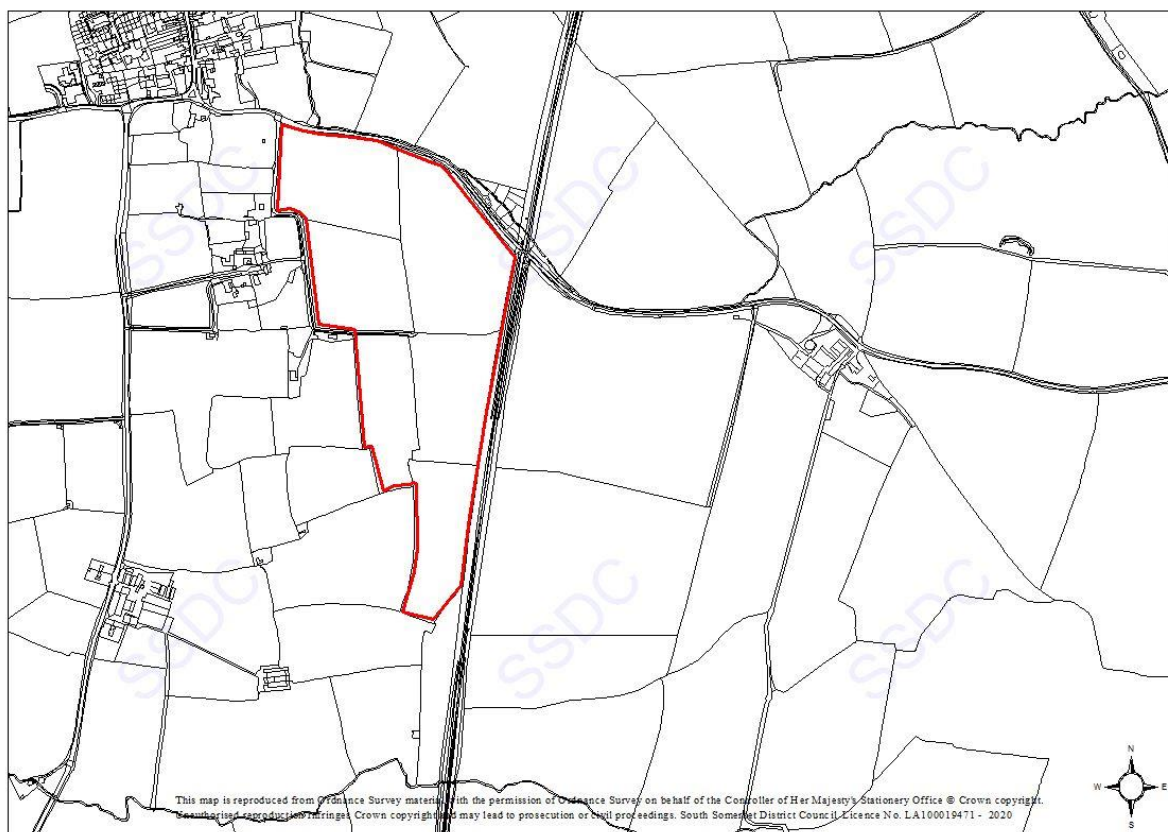 SSDC SSDC SSDC
SSDC SSDC SSDC
N
W E
S
This map is reproduced from Ordnance Survey material with the permission of Ordnance Survey on behalf of the Controller of Her Majesty's Stationery Office © Crown copyright.
Unauthorised reproduction infringes Crown copyright and may lead to prosecution or civil proceedings. South Somerset District Council Licence No. LA100019471 - 2020